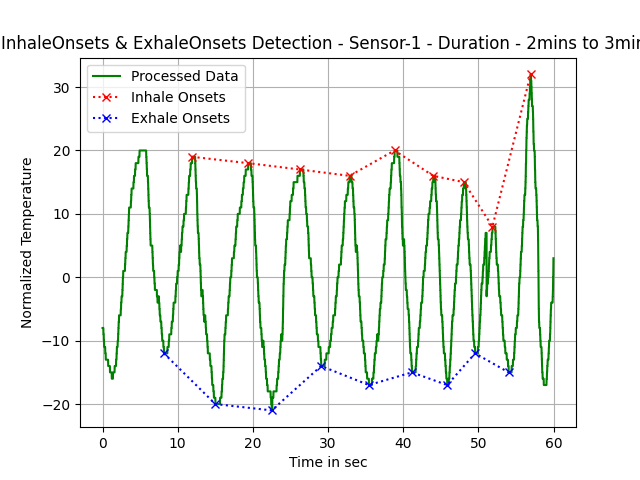 InhaleOnsets & ExhaleOnsets Detection - Sensor-1 - Duration - 2mins to 3min
Processed Data
Inhale Onsets
Exhale Onsets
Normalized Temperature
30
20
10
0
−10
−20
0 10 20 30 40 50 60
Time in sec